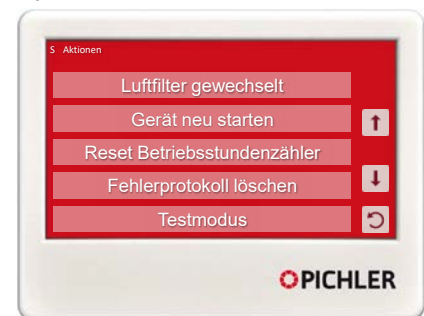 S Aktionen
Luftfilter gewechselt
Gerät neu starten
Reset Betriebsstundenzähler
Fehlerprotokoll löschen
Testmodus
PICHLER